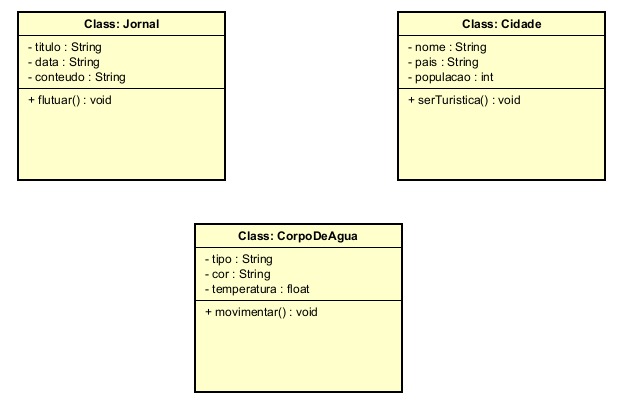 Class: Jornal
- titulo : String
- data : String
- conteudo : String
+ flutuar() : void
Class: Cidade
- nome : String
- pais : String
- populacao : int
+ serTuristica() : void
Class: CorpoDeAgua
- tipo : String
- cor : String
- temperatura : float
+ movimentar() : void